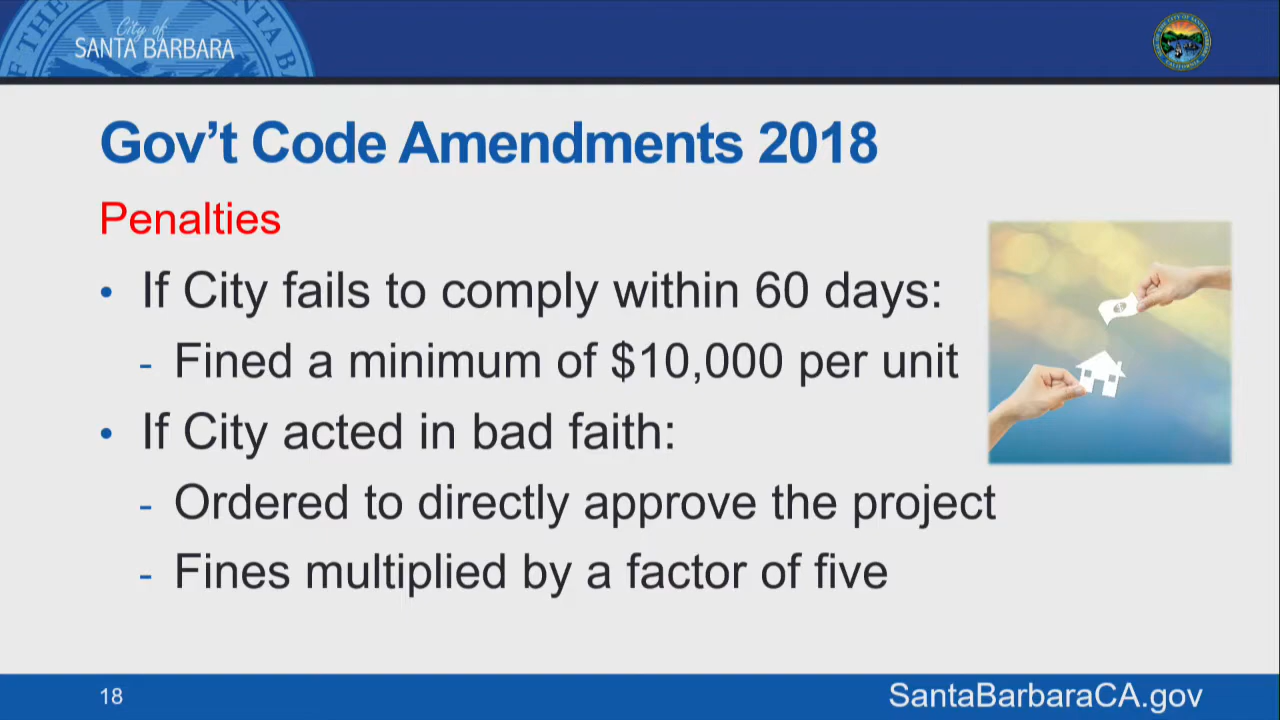 City of
SANTA BARBARA
Gov't Code Amendments 2018
Penalties
• If City fails to comply within 60 days:
- Fined a minimum of $10,000 per unit
• If City acted in bad faith:
- Ordered to directly approve the project
- Fines multiplied by a factor of five
18
SantaBarbaraCA.gov